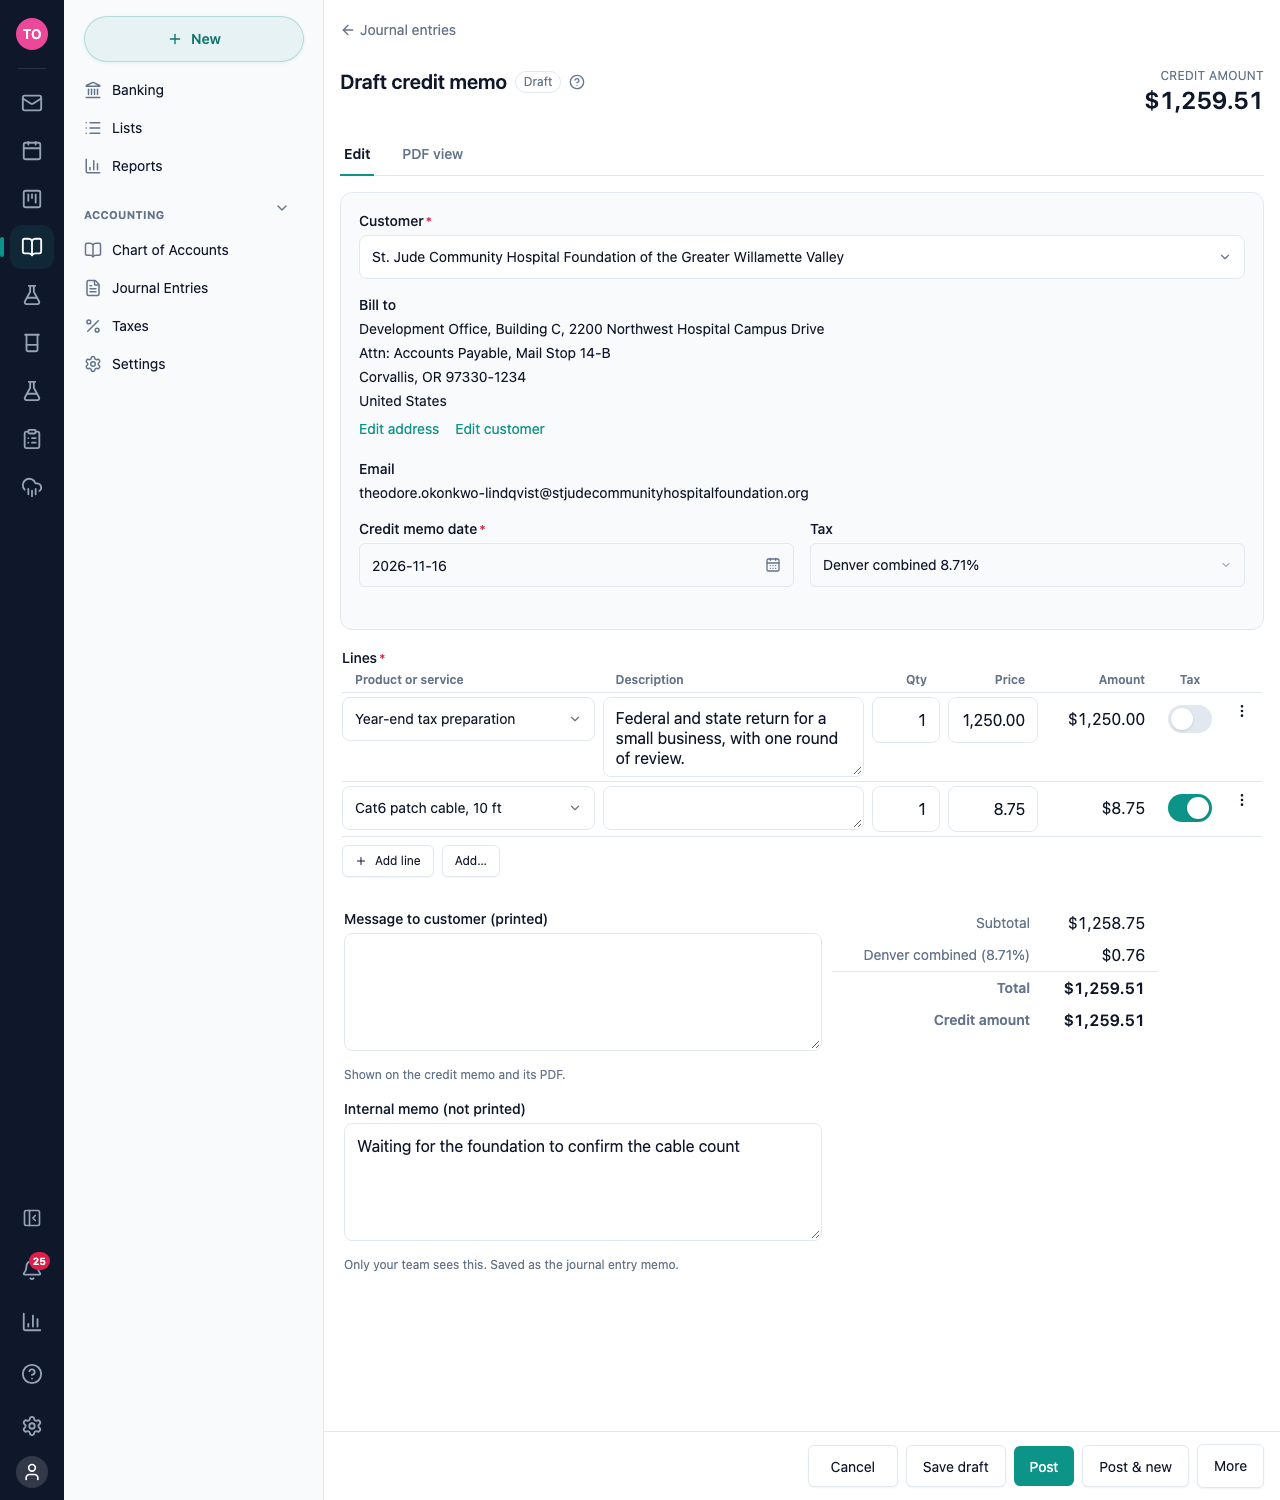 TO
New
Banking
Lists
Reports
ACCOUNTING
Chart of Accounts
Journal Entries
Taxes
Settings
25
Journal entries
Draft credit memo
Draft
CREDIT AMOUNT
$1,259.51
Edit
PDF view
Customer*
St. Jude Community Hospital Foundation of the Greater Willamette Valley
Bill to
Development Office, Building C, 2200 Northwest Hospital Campus Drive
Attn: Accounts Payable, Mail Stop 14-B
Corvallis, OR 97330-1234
United States
Edit address Edit customer
Email
theodore.okonkwo-lindqvist@stjudecommunityhospitalfoundation.org
Credit memo date* Tax
2026-11-16 Denver combined 8.71%
Lines*
Product or service Description Qty Price Amount Tax
Year-end tax preparation Federal and state return for a small business, with one round of review. 1 1,250.00 $1,250.00
Cat6 patch cable, 10 ft 1 8.75 $8.75
Add line Add...
Message to customer (printed)
Shown on the credit memo and its PDF.
Subtotal $1,258.75
Denver combined (8.71%) $0.76
Total $1,259.51
Credit amount $1,259.51
Internal memo (not printed)
Waiting for the foundation to confirm the cable count
Only your team sees this. Saved as the journal entry memo.
Cancel Save draft Post Post & new More